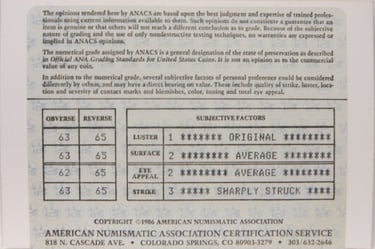 The opinions rendered here by ANACS are based upon the best judgment and expertise of trained profes-
sionals using current information available to them. Such opinions do not constitute a guarantee that an
item is genuine or that others will not reach a different conclusion as to grade. Because of the subjective
nature of grading and the use of only nondestructive testing techniques, no warranties are expressed or
implied in ANACS opinions.
The numerical grade assigned by ANACS is a general designation of the state of preservation as described
in Official ANA Grading Standards for United States Coins. It is not an opinion as to the commercial
value of any coin.
In addition to the numerical grade, several subjective factors of personal preference could be considered
differently by others, and may have a direct bearing on value. These include quality of strike, luster, loca-
tion and severity of contact marks and blemishes, color, toning and total eye appeal.
OBVERSE REVERSE SUBJECTIVE FACTORS
63 65 LUSTER 1 ******* ORIGINAL ********
63 65 SURFACE 2 ******** AVERAGE ********
62 65 EYE APPEAL 2 ******** AVERAGE ********
63 65 STRIKE 3 ***** SHARPLY STRUCK ****
COPYRIGHT ©1986 AMERICAN NUMISMATIC ASSOCIATION
AMERICAN NUMISMATIC ASSOCIATION CERTIFICATION SERVICE
818 N. CASCADE AVE. • COLORADO SPRINGS, CO 80903-3279 • 303/632-2646